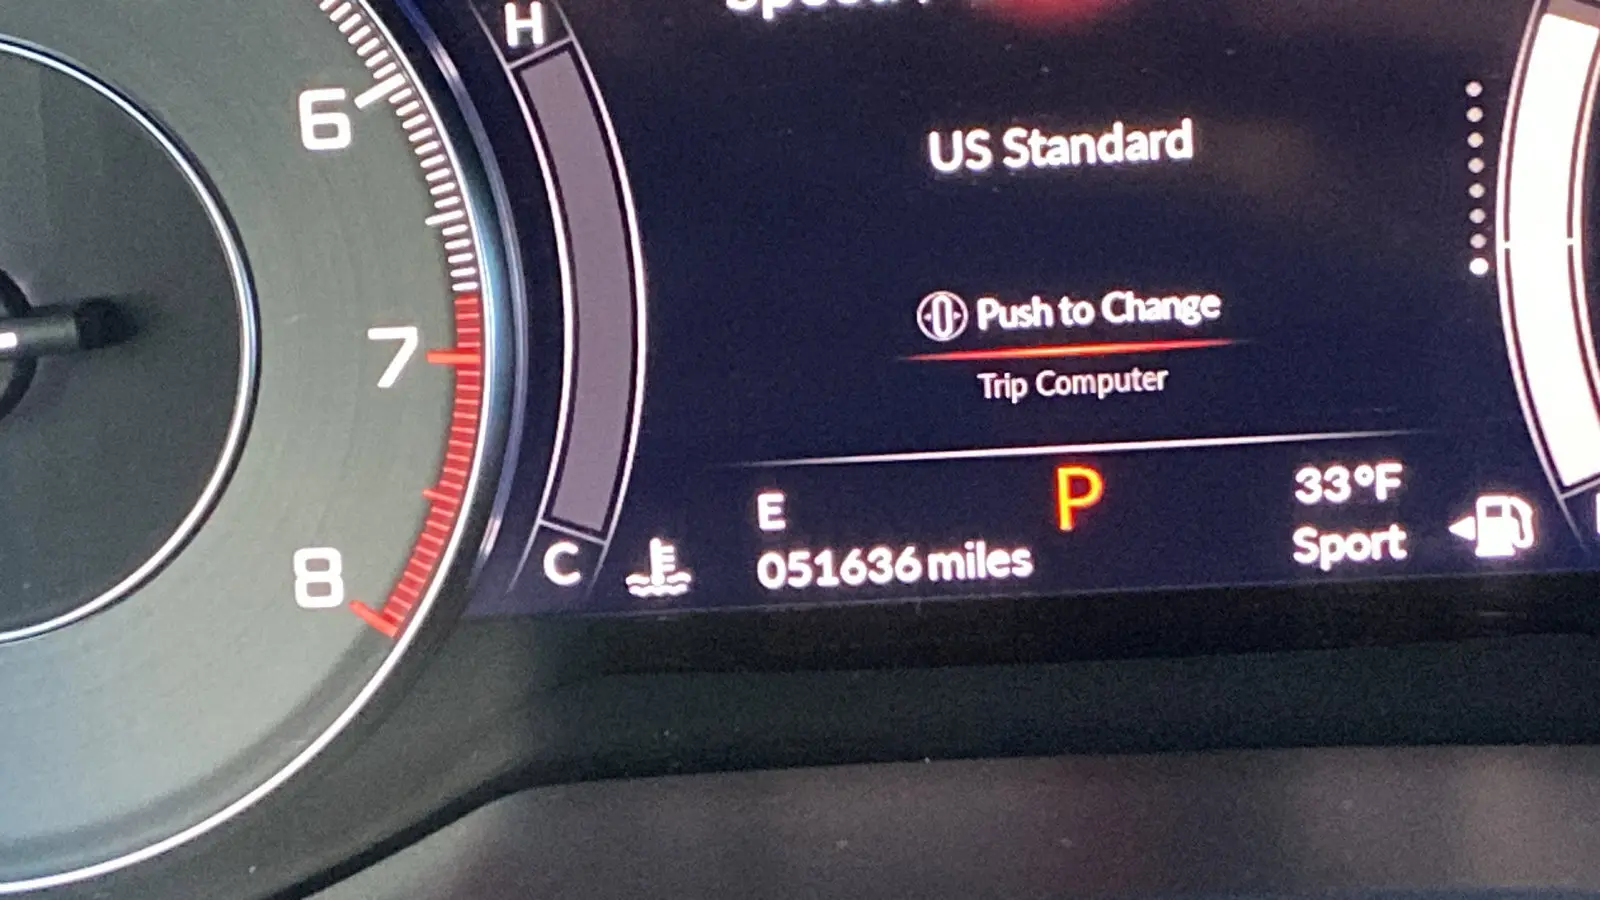 H
6
US Standard
Push to Change
7
Trip Computer
E
P
33°F
8
C
051636 miles
Sport